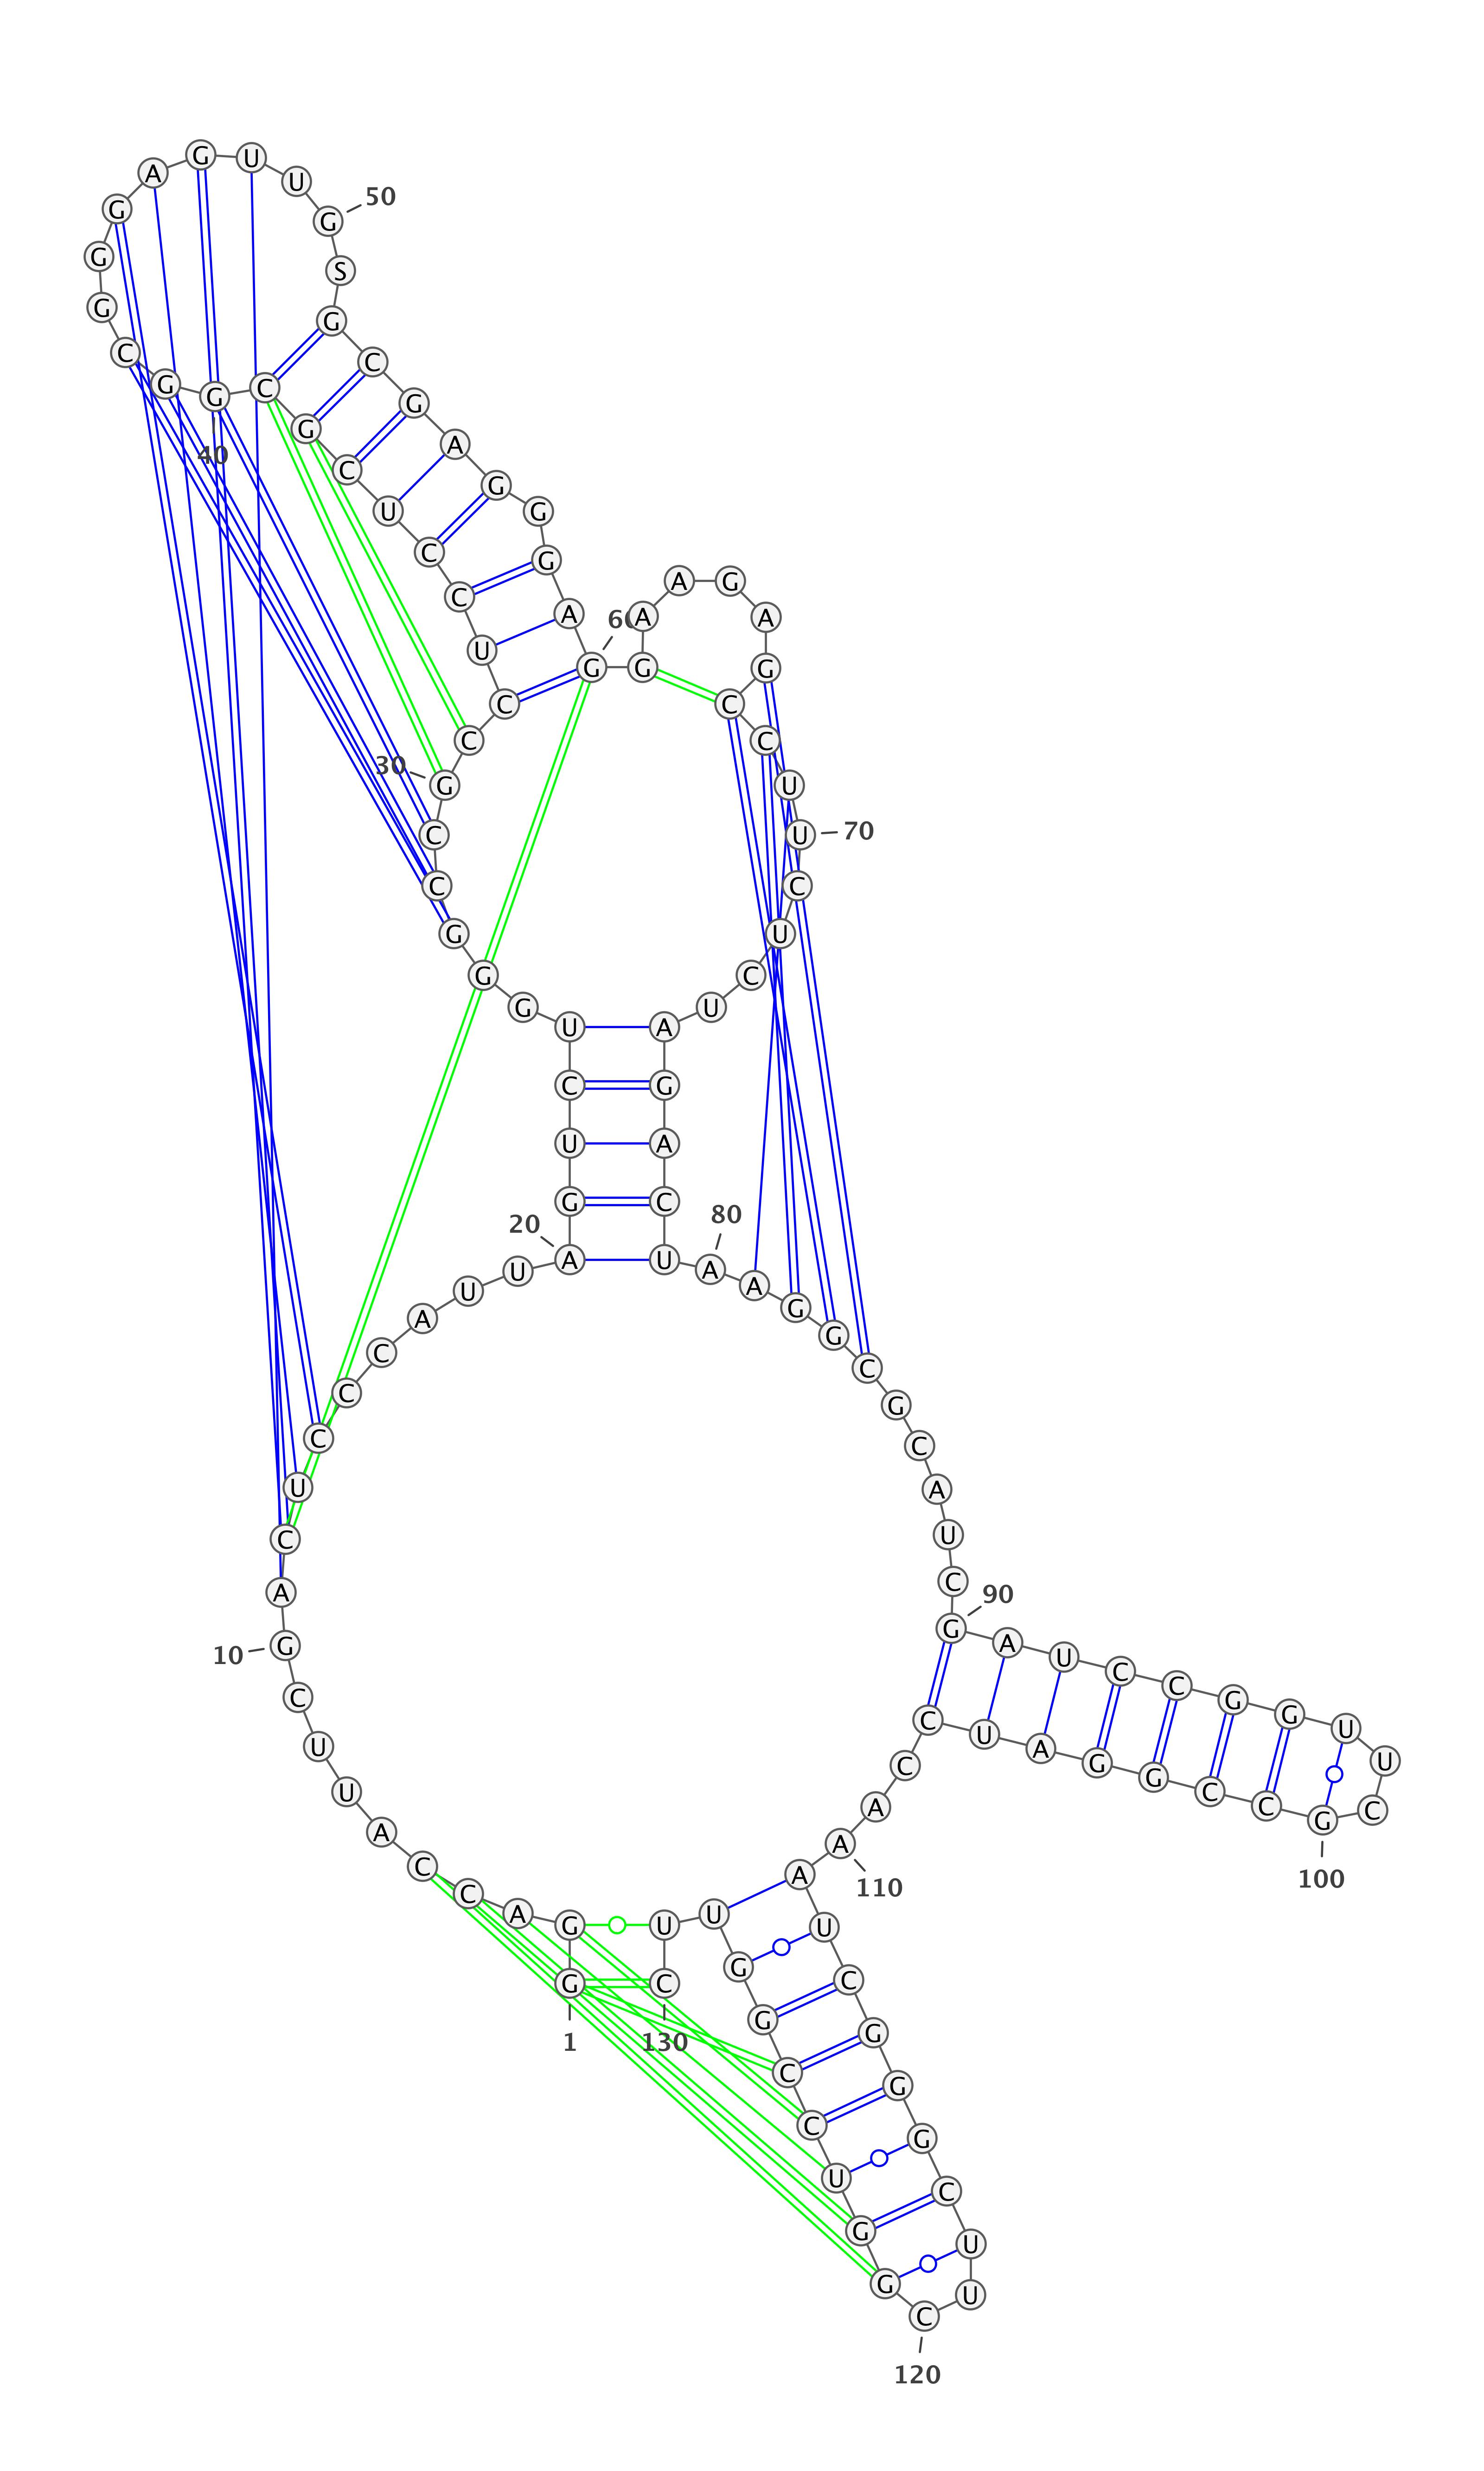 G G A C C A U U C G
1
10
A C U C C C A U U A
20
G U C U G G G C C G
30
C C U C C U C G C G
40
G C G G G A G U U G
50
S G C G A G G G A G
60
G A A G A G C C U U
70
C U C U A G A C U A
80
A G G C G C A U C G
90
A U C C G G U U C G
100
C C G G A U C C A A
110
A U C G G G C U U C
120
G G U C C G G U U C
130